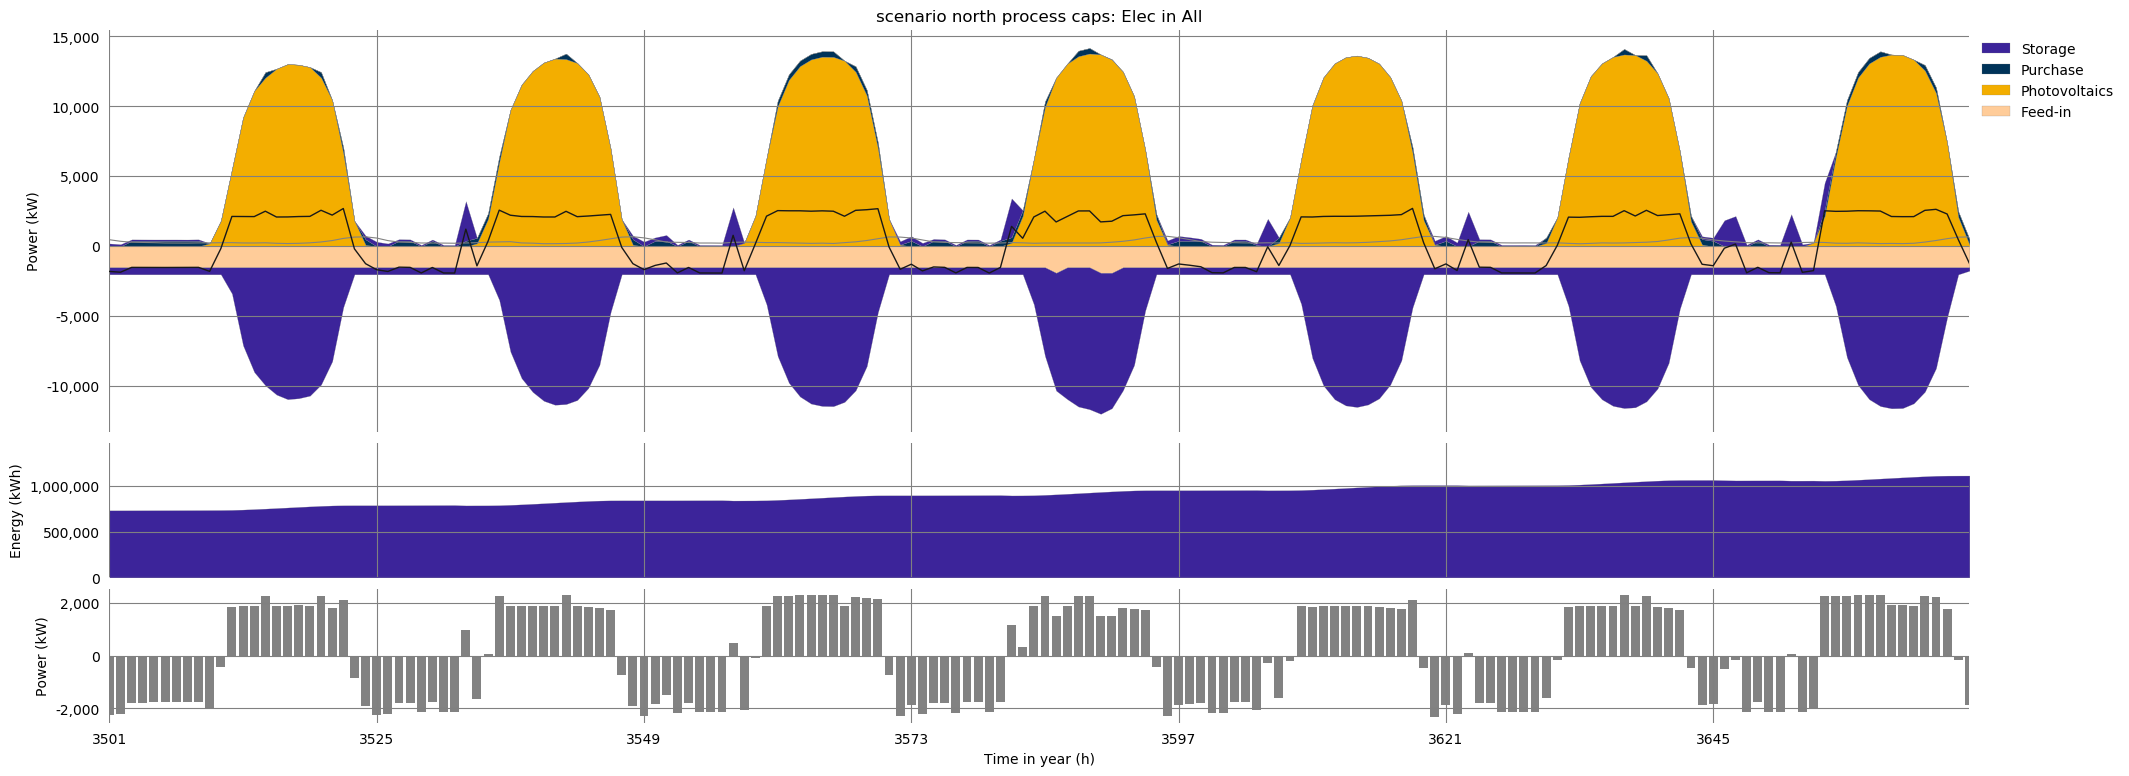 scenario north process caps: Elec in All
15,000
10,000
5,000
0
-5,000
-10,000
Power (kW)
Storage
Purchase
Photovoltaics
Feed-in
1,000,000
500,000
0
Energy (kWh)
2,000
0
-2,000
Power (kW)
3501 3525 3549 3573 3597 3621 3645
Time in year (h)